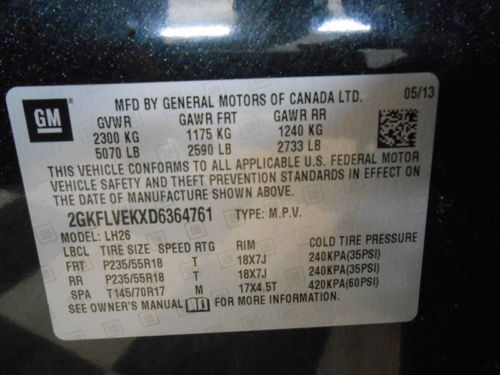 GM
MFD BY GENERAL MOTORS OF CANADA LTD. 05/13
GVWR GAWR FRT GAWR RR
2300 KG 1175 KG 1240 KG
5070 LB 2590 LB 2733 LB
THIS VEHICLE CONFORMS TO ALL APPLICABLE U.S. FEDERAL MOTOR
VEHICLE SAFETY AND THEFT PREVENTION STANDARDS IN EFFECT ON
THE DATE OF MANUFACTURE SHOWN ABOVE.
2GKFLVEKXD6364761 TYPE: M.P.V.
MODEL: LH26
LBCL TIRE SIZE SPEED RTG RIM COLD TIRE PRESSURE
FRT P235/55R18 T 18X7J 240KPA(35PSI)
RR P235/55R18 T 18X7J 240KPA(35PSI)
SPA T145/70R17 M 17X4.5T 420KPA(60PSI)
SEE OWNER'S MANUAL FOR MORE INFORMATION.